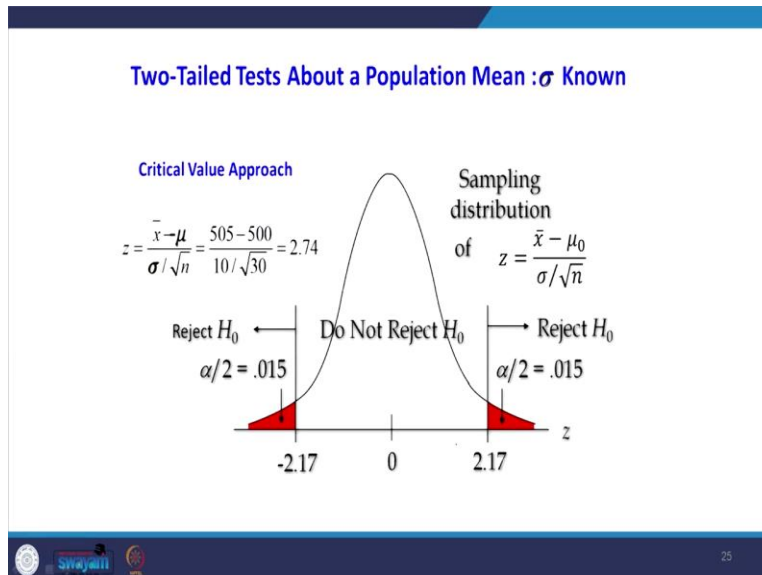 Two-Tailed Tests About a Population Mean : σ Known
Critical Value Approach
z = (x̄ − μ) / (σ / √n) = (505 − 500) / (10 / √30) = 2.74
Sampling
distribution
of z = (x̄ − μ₀) / (σ/√n)
Reject H₀
Do Not Reject H₀
Reject H₀
α/2 = .015
α/2 = .015
z
-2.17
0
2.17
swayam
25